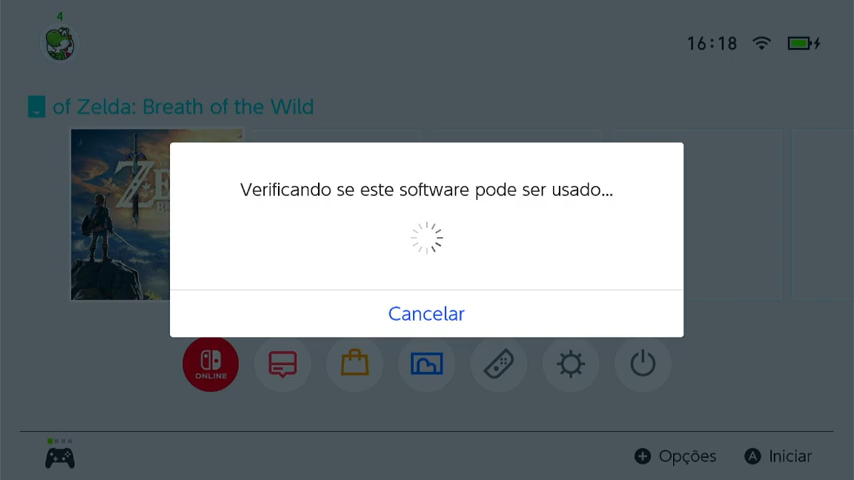 4
16:18
of Zelda: Breath of the Wild
Verificando se este software pode ser usado...
Cancelar
ONLINE
Opções
A Iniciar